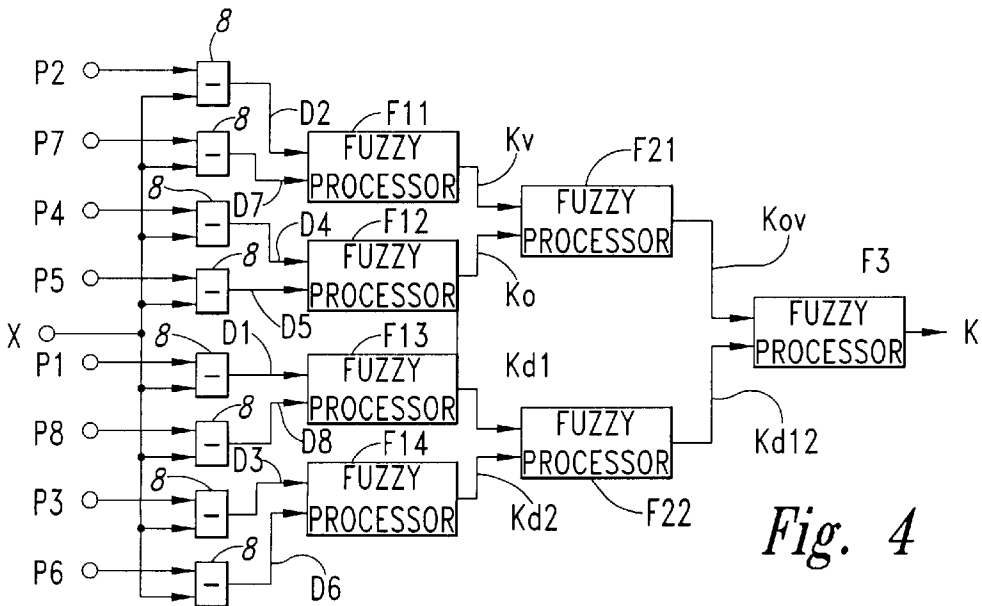 8
P2
D2
F11
8
P7
FUZZY
PROCESSOR
Kv
F21
D7
8
P4
D4
F12
FUZZY
PROCESSOR
FUZZY
PROCESSOR
Kov
8
P5
D5
Ko
F3
X
8
D1
F13
FUZZY
PROCESSOR
K
P1
FUZZY
PROCESSOR
Kd1
8
P8
D8
F14
FUZZY
PROCESSOR
Kd12
D3
8
P3
FUZZY
PROCESSOR
Kd2
F22
8
P6
D6
Fig. 4
− 
−
−
−
−
−
−
−